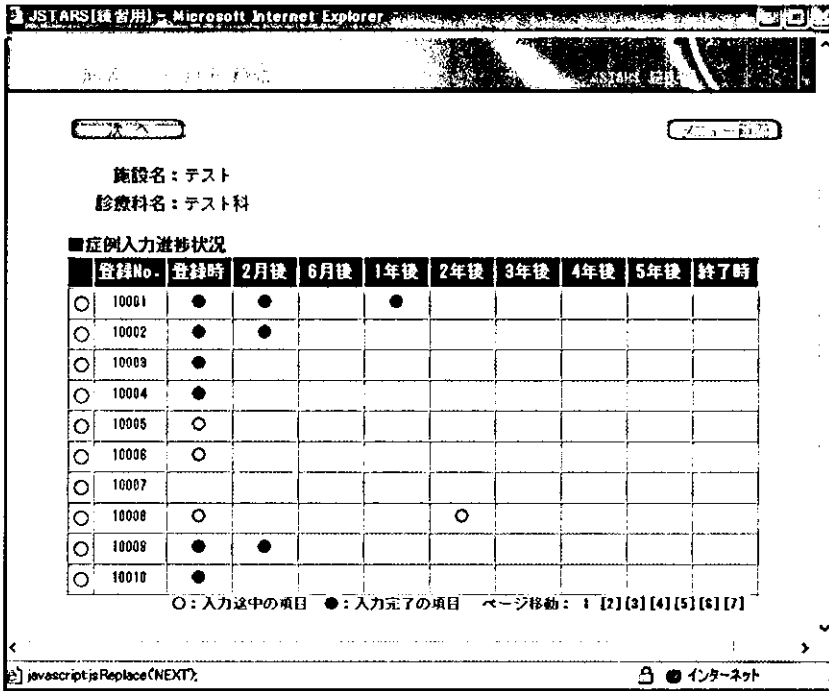 JSTARS[練習用] - Microsoft Internet Explorer
次へ
施設名：テスト
診療科名：テスト科
■症例入力進捗状況
登録No. 登録時 2月後 6月後 1年後 2年後 3年後 4年後 5年後 終了時
○ 10001 ● ● ●
○ 10002 ● ●
○ 10003 ●
○ 10004 ●
○ 10005 ○
○ 10006 ○
○ 10007
○ 10008 ○ ○
○ 10009 ● ●
○ 10010 ●
○：入力途中の項目 ●：入力完了の項目 ページ移動： 1 [2][3][4][5][6][7]
javascript:jsReplace('NEXT'); インターネット